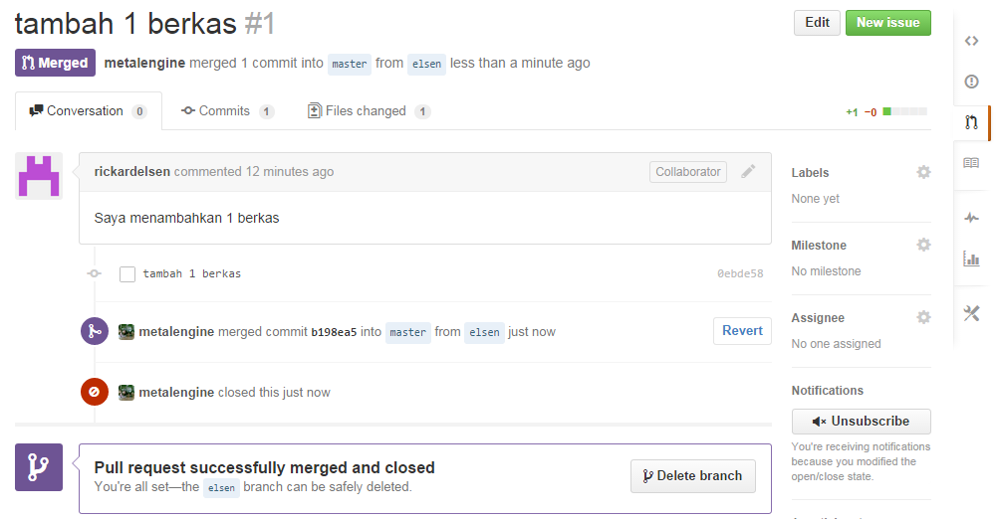 tambah 1 berkas #1
Edit
New issue
Merged
metalengine merged 1 commit into master from elsen less than a minute ago
Conversation 0
Commits 1
Files changed 1
+1 −0
rickardelsen commented 12 minutes ago
Collaborator
Saya menambahkan 1 berkas
tambah 1 berkas
0ebde58
metalengine merged commit b198ea5 into master from elsen just now
Revert
metalengine closed this just now
Pull request successfully merged and closed
You're all set—the elsen branch can be safely deleted.
Delete branch
Labels
None yet
Milestone
No milestone
Assignee
No one assigned
Notifications
Unsubscribe
You're receiving notifications
because you modified the
open/close state.